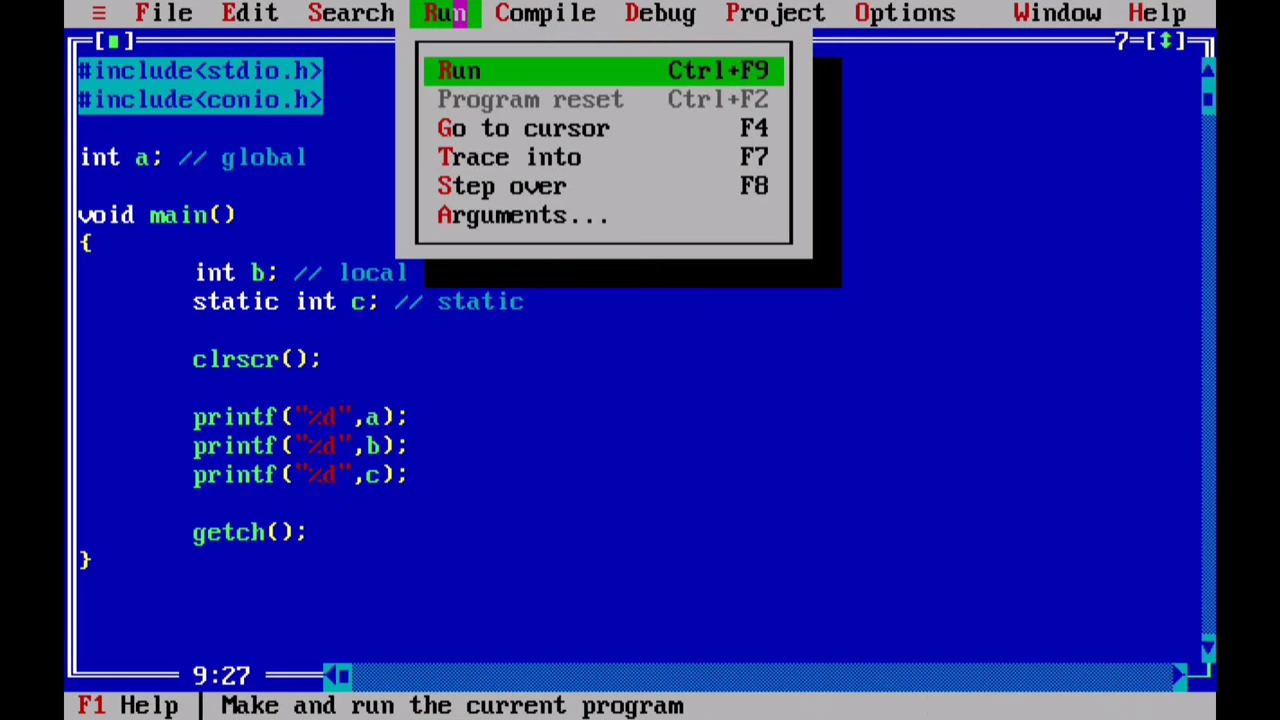 ≡ File Edit Search Run Compile Debug Project Options Window Help
[■] 7=[↕]
#include<stdio.h>
#include<conio.h>
int a; // global
void main()
{
int b; // local
static int c; // static
clrscr();
printf("%d",a);
printf("%d",b);
printf("%d",c);
getch();
}
Run Ctrl+F9
Program reset Ctrl+F2
Go to cursor F4
Trace into F7
Step over F8
Arguments...
9:27
F1 Help │ Make and run the current program